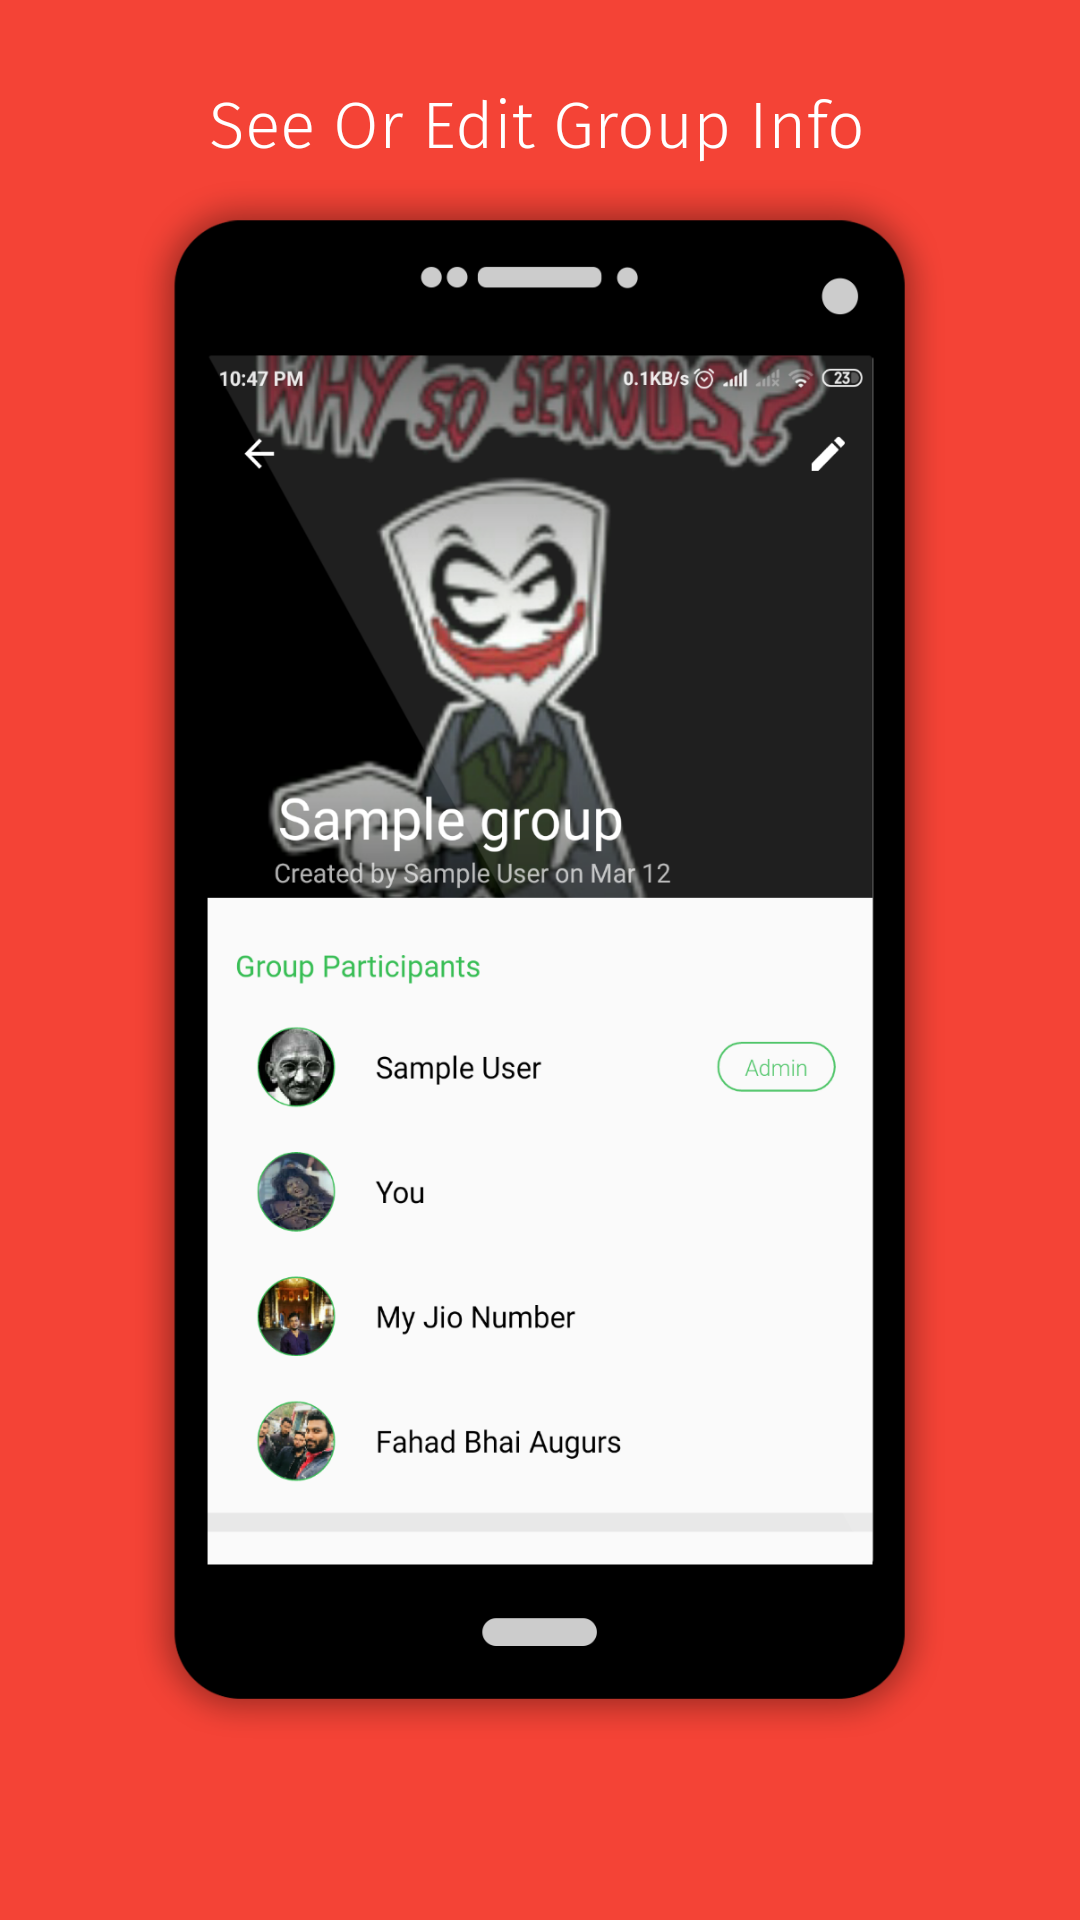 See Or Edit Group Info
10:47 PM 0.1KB/s 23
WHY SO SERIOUS?
Sample group
Created by Sample User on Mar 12
Group Participants
Sample User Admin
You
My Jio Number
Fahad Bhai Augurs